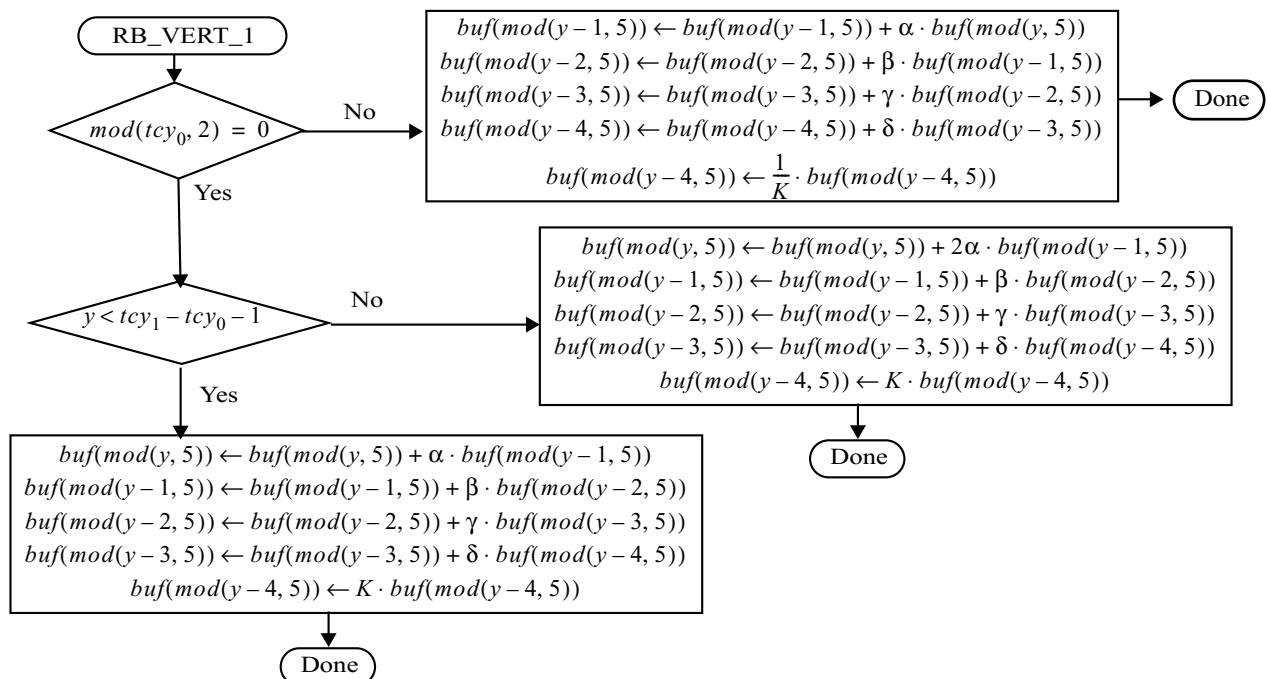 RB_VERT_1
mod(tcy₀, 2) = 0
No
Yes
buf(mod(y – 1, 5)) ← buf(mod(y – 1, 5)) + α · buf(mod(y, 5))
buf(mod(y – 2, 5)) ← buf(mod(y – 2, 5)) + β · buf(mod(y – 1, 5))
buf(mod(y – 3, 5)) ← buf(mod(y – 3, 5)) + γ · buf(mod(y – 2, 5))
buf(mod(y – 4, 5)) ← buf(mod(y – 4, 5)) + δ · buf(mod(y – 3, 5))
buf(mod(y – 4, 5)) ← 1/K · buf(mod(y – 4, 5))
Done
y < tcy₁ – tcy₀ – 1
No
Yes
buf(mod(y, 5)) ← buf(mod(y, 5)) + 2α · buf(mod(y – 1, 5))
buf(mod(y – 1, 5)) ← buf(mod(y – 1, 5)) + β · buf(mod(y – 2, 5))
buf(mod(y – 2, 5)) ← buf(mod(y – 2, 5)) + γ · buf(mod(y – 3, 5))
buf(mod(y – 3, 5)) ← buf(mod(y – 3, 5)) + δ · buf(mod(y – 4, 5))
buf(mod(y – 4, 5)) ← K · buf(mod(y – 4, 5))
Done
buf(mod(y, 5)) ← buf(mod(y, 5)) + α · buf(mod(y – 1, 5))
buf(mod(y – 1, 5)) ← buf(mod(y – 1, 5)) + β · buf(mod(y – 2, 5))
buf(mod(y – 2, 5)) ← buf(mod(y – 2, 5)) + γ · buf(mod(y – 3, 5))
buf(mod(y – 3, 5)) ← buf(mod(y – 3, 5)) + δ · buf(mod(y – 4, 5))
buf(mod(y – 4, 5)) ← K · buf(mod(y – 4, 5))
Done